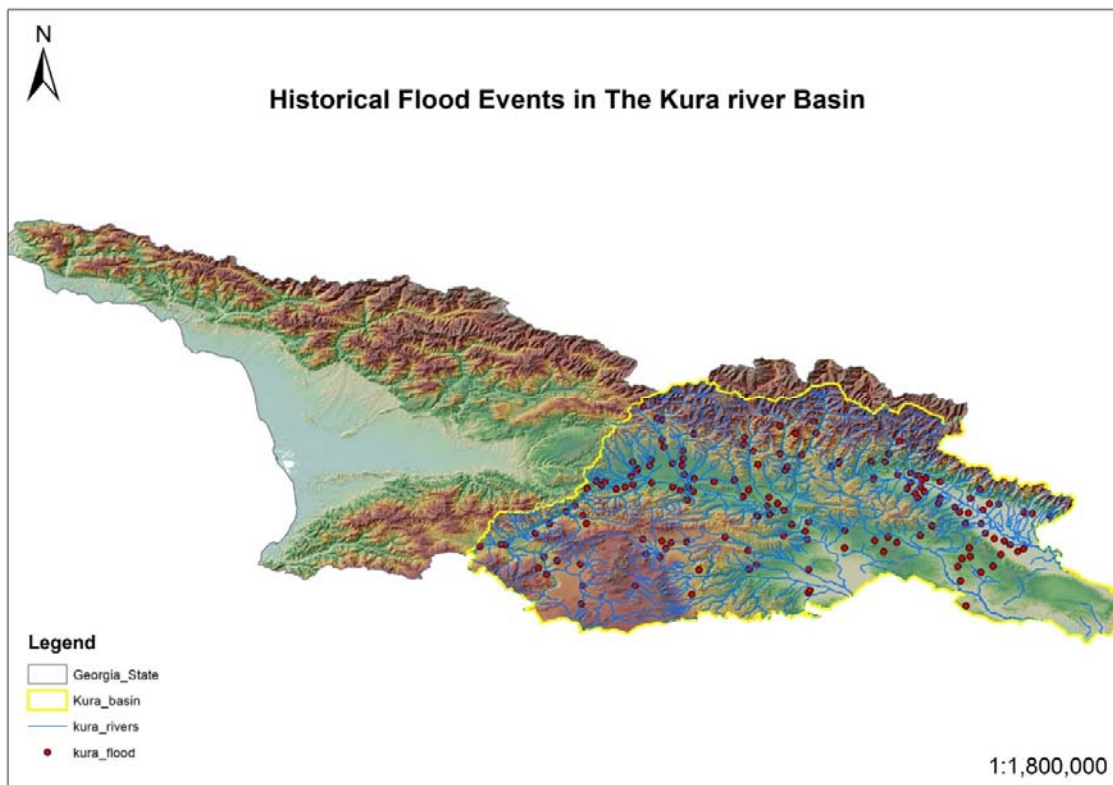 N
Historical Flood Events in The Kura river Basin
Legend
Georgia_State
Kura_basin
kura_rivers
kura_flood
1:1,800,000